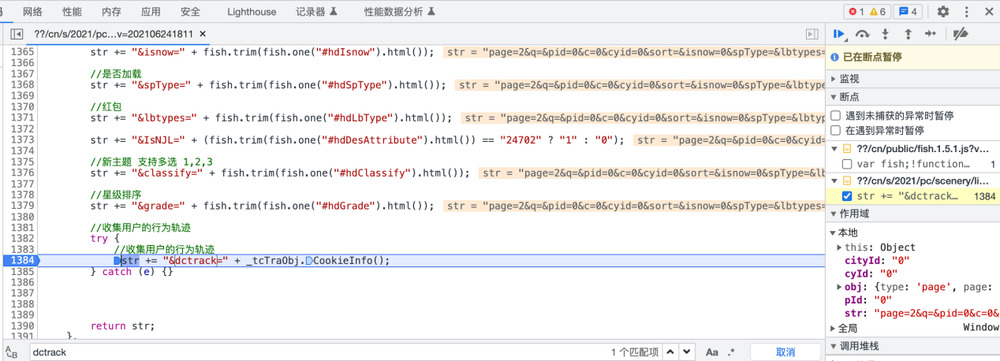 网络 性能 内存 应用 安全 Lighthouse 记录器 性能数据分析 1 6 4
??/cn/s/2021/pc…v=202106241811 ×
1365 str += "&isnow=" + fish.trim(fish.one("#hdIsnow").html()); str = "page=2&q=&pid=0&c=0&cyid=0&sort=&isnow=0&spType=&lbtypes=
1366
1367 //是否加载
1368 str += "&spType=" + fish.trim(fish.one("#hdSpType").html()); str = "page=2&q=&pid=0&c=0&cyid=0&sort=&isnow=0&spType=&lbty
1369
1370 //红包
1371 str += "&lbtypes=" + fish.trim(fish.one("#hdLbType").html()); str = "page=2&q=&pid=0&c=0&cyid=0&sort=&isnow=0&spType=&lbty
1372
1373 str += "&IsNJL=" + (fish.trim(fish.one("#hdDesAttribute").html()) == "24702" ? "1" : "0"); str = "page=2&q=&pid=0&c=0&cyid=
1374
1375 //新主题 支持多选 1,2,3
1376 str += "&classify=" + fish.trim(fish.one("#hdClassify").html()); str = "page=2&q=&pid=0&c=0&cyid=0&sort=&isnow=0&spType=&lb
1377
1378 //星级排序
1379 str += "&grade=" + fish.trim(fish.one("#hdGrade").html()); str = "page=2&q=&pid=0&c=0&cyid=0&sort=&isnow=0&spType=&lbtypes=
1380
1381 //收集用户的行为轨迹
1382 try {
1383 //收集用户的行为轨迹
1384 str += "&dctrack=" + _tcTraObj.CookieInfo();
1385 } catch (e) {}
1386
1387
1388
1389
1390 return str;
1391 },
dctrack 1 个匹配项 Aa .* 取消
已在断点暂停
监视
断点
遇到未捕获的异常时暂停
在遇到异常时暂停
??/cn/public/fish.1.5.1.js?v…
var fish;!function… 1
??/cn/s/2021/pc/scenery/li…
str += "&dctrack… 1384
作用域
本地
this: Object
cityId: "0"
cyId: "0"
obj: {type: 'page', page:
pId: "0"
str: "page=2&q=&pid=0&c=0&
全局 Window
调用堆栈